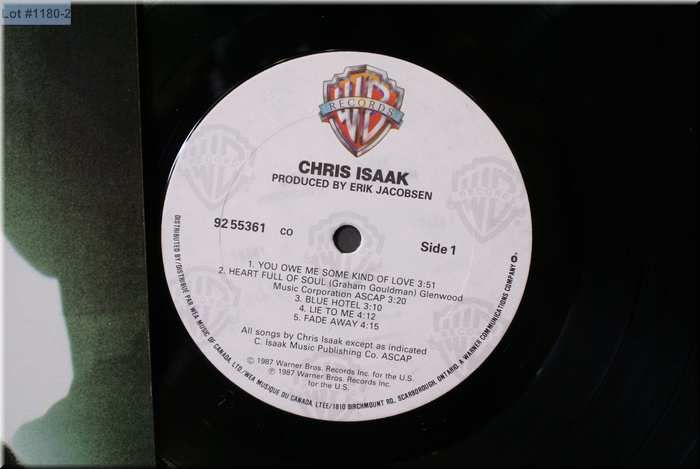 Lot #1180-2
WB
RECORDS
CHRIS ISAAK
PRODUCED BY ERIK JACOBSEN
92 55361 CO
Side 1
1. YOU OWE ME SOME KIND OF LOVE 3:51
2. HEART FULL OF SOUL (Graham Gouldman) Glenwood
Music Corporation ASCAP 3:20
3. BLUE HOTEL 3:10
4. LIE TO ME 4:12
5. FADE AWAY 4:15
All songs by Chris Isaak except as indicated
C. Isaak Music Publishing Co. ASCAP
© 1987 Warner Bros. Records Inc. for the U.S.
℗ 1987 Warner Bros. Records Inc.
for the U.S.
DISTRIBUTED BY/DISTRIBUÉ PAR WEA MUSIC OF CANADA, LTD/WEA MUSIQUE DU CANADA, LTÉE/1810 BIRCHMOUNT RD., SCARBOROUGH, ONTARIO, A WARNER COMMUNICATIONS COMPANY